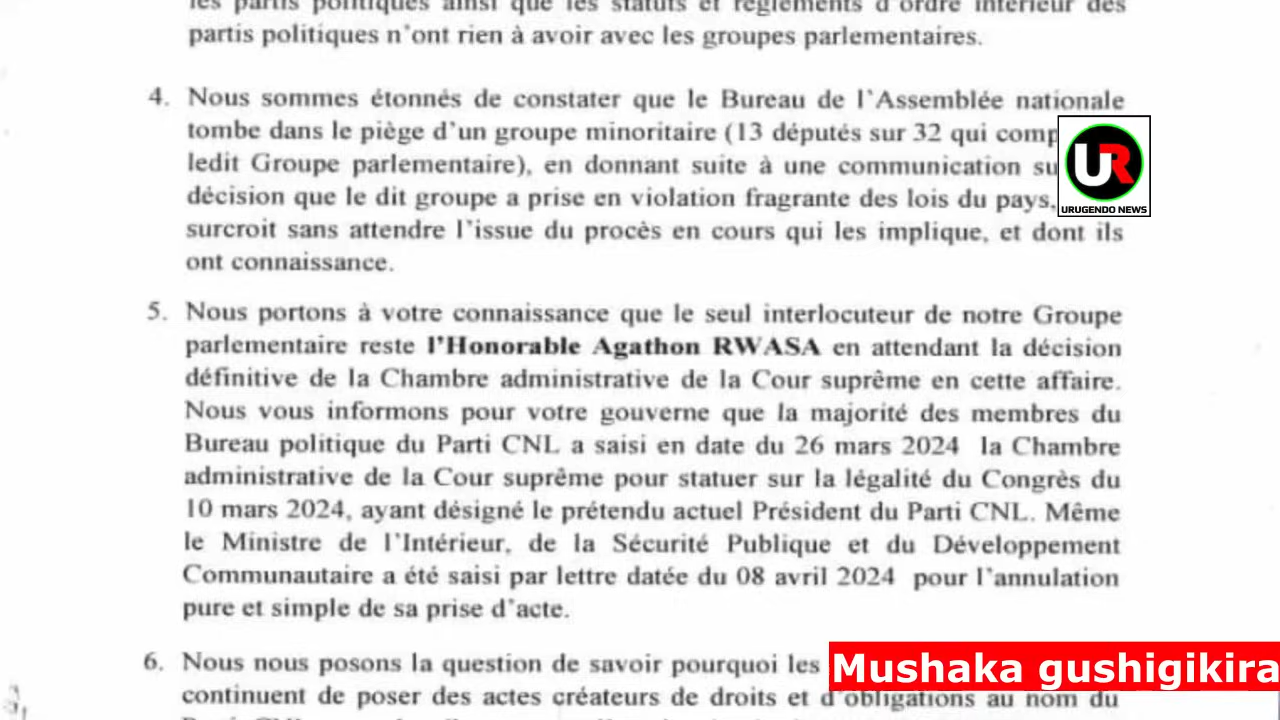 les partis politiques ainsi que les statuts et règlements d'ordre intérieur des
partis politiques n'ont rien à avoir avec les groupes parlementaires.
4. Nous sommes étonnés de constater que le Bureau de l'Assemblée nationale
tombe dans le piège d'un groupe minoritaire (13 députés sur 32 qui comp
ledit Groupe parlementaire), en donnant suite à une communication su
décision que le dit groupe a prise en violation fragrante des lois du pays,
surcroit sans attendre l'issue du procès en cours qui les implique, et dont ils
ont connaissance.
UR
URUGENDO NEWS
5. Nous portons à votre connaissance que le seul interlocuteur de notre Groupe
parlementaire reste l'Honorable Agathon RWASA en attendant la décision
définitive de la Chambre administrative de la Cour suprême en cette affaire.
Nous vous informons pour votre gouverne que la majorité des membres du
Bureau politique du Parti CNL a saisi en date du 26 mars 2024 la Chambre
administrative de la Cour suprême pour statuer sur la légalité du Congrès du
10 mars 2024, ayant désigné le prétendu actuel Président du Parti CNL. Même
le Ministre de l'Intérieur, de la Sécurité Publique et du Développement
Communautaire a été saisi par lettre datée du 08 avril 2024 pour l'annulation
pure et simple de sa prise d'acte.
6. Nous nous posons la question de savoir pourquoi les
Mushaka gushigikira
continuent de poser des actes créateurs de droits et d'obligations au nom du